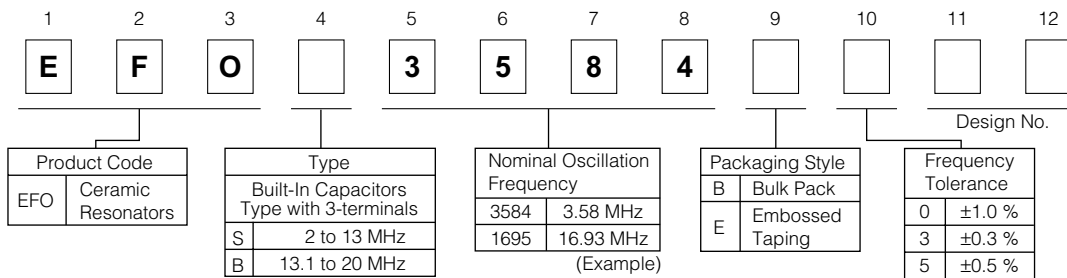 1 2 3 4 5 6 7 8 9 10 11 12
E F O 3 5 8 4
Design No.
Product Code
EFO Ceramic
Resonators
Type
Built-In Capacitors
Type with 3-terminals
S 2 to 13 MHz
B 13.1 to 20 MHz
Nominal Oscillation
Frequency
3584 3.58 MHz
1695 16.93 MHz
(Example)
Packaging Style
B Bulk Pack
E Embossed
Taping
Frequency
Tolerance
0 ±1.0 %
3 ±0.3 %
5 ±0.5 %